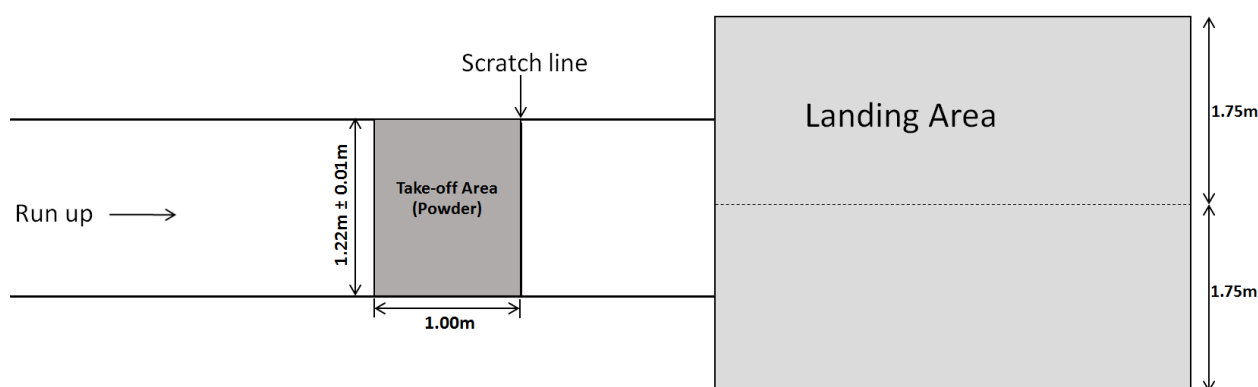 Scratch line
Landing Area
1.75m
Take-off Area
(Powder)
1.22m ± 0.01m
Run up
1.75m
1.00m